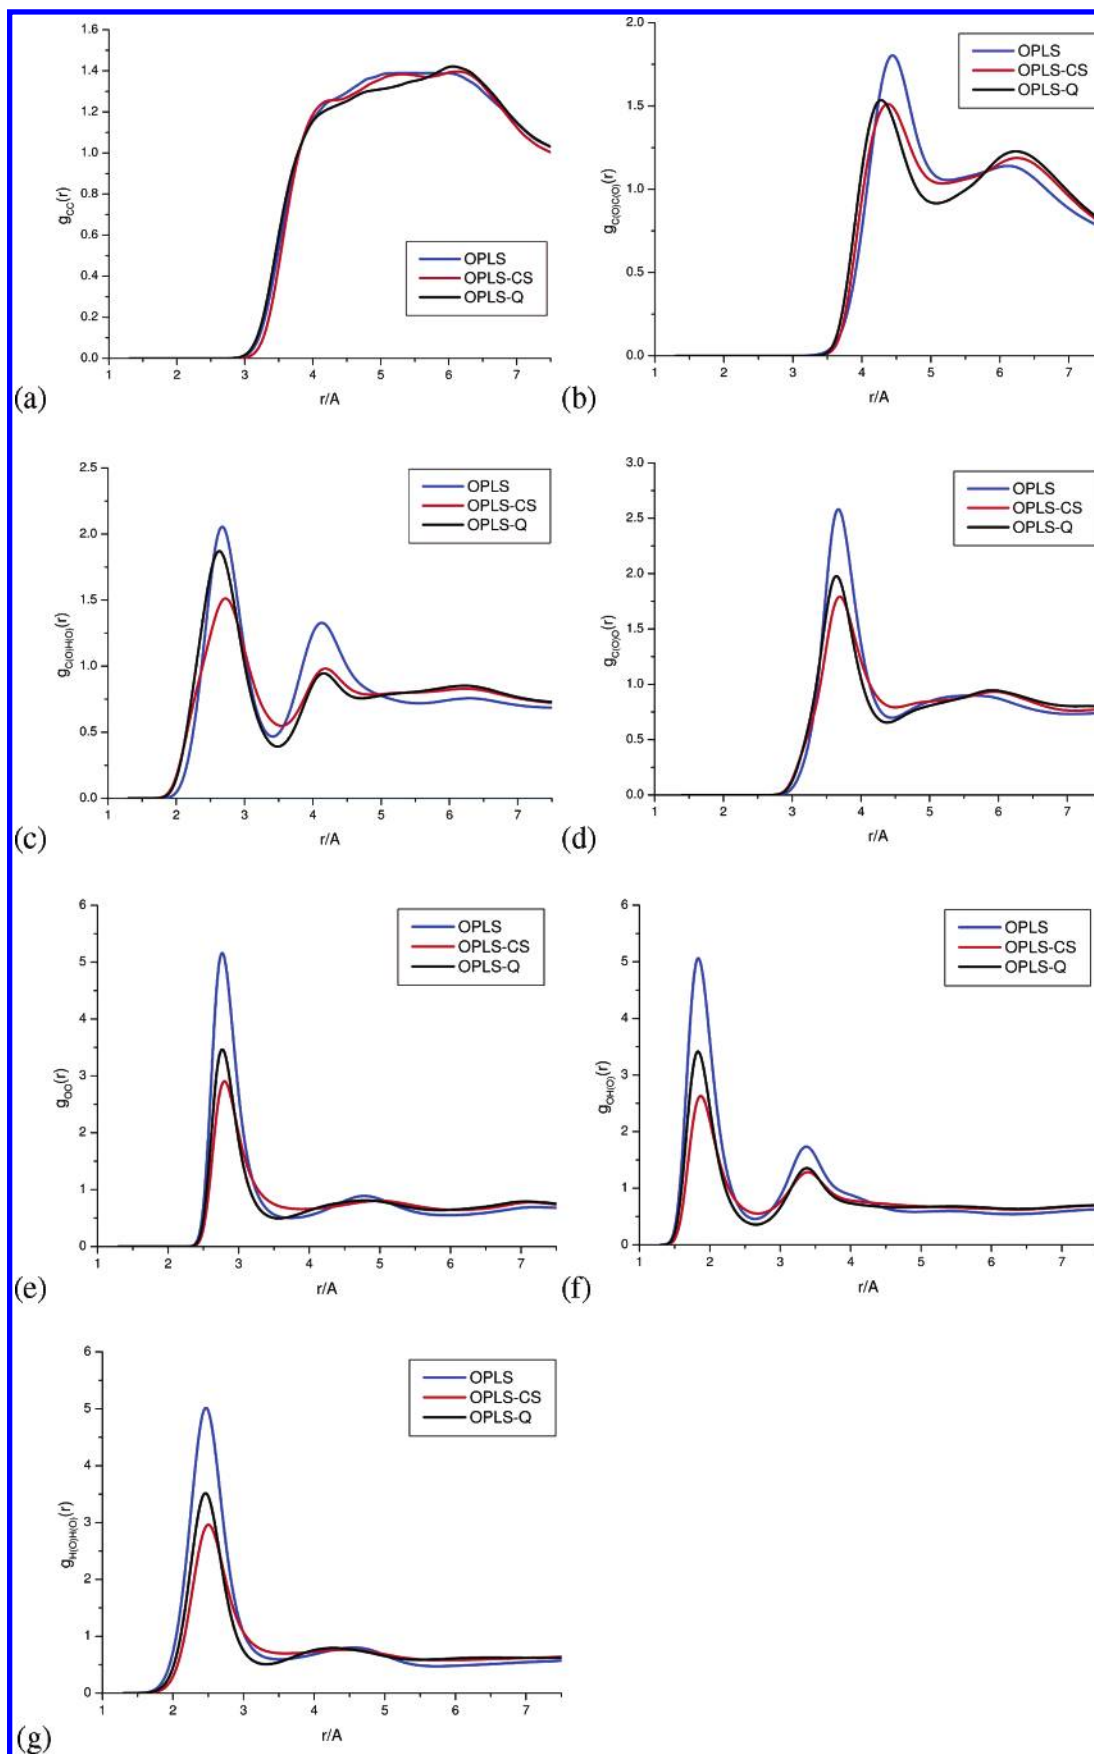 1.6
1.4
1.2
1.0
0.8
0.6
0.4
0.2
0.0
gCC(r)
OPLS
OPLS-CS
OPLS-Q
1 2 3 4 5 6 7
r/A
(a)
2.0
1.5
1.0
0.5
0.0
gC(O)C(O)(r)
OPLS
OPLS-CS
OPLS-Q
1 2 3 4 5 6 7
r/A
(b)
2.5
2.0
1.5
1.0
0.5
0.0
gC(O)H(O)(r)
OPLS
OPLS-CS
OPLS-Q
1 2 3 4 5 6 7
r/A
(c)
3.0
2.5
2.0
1.5
1.0
0.5
0.0
gC(O)O(r)
OPLS
OPLS-CS
OPLS-Q
1 2 3 4 5 6 7
r/A
(d)
6
5
4
3
2
1
0
gOO(r)
OPLS
OPLS-CS
OPLS-Q
1 2 3 4 5 6 7
r/A
(e)
6
5
4
3
2
1
0
gOH(O)(r)
OPLS
OPLS-CS
OPLS-Q
1 2 3 4 5 6 7
r/A
(f)
6
5
4
3
2
1
0
gH(O)H(O)(r)
OPLS
OPLS-CS
OPLS-Q
1 2 3 4 5 6 7
r/A
(g)